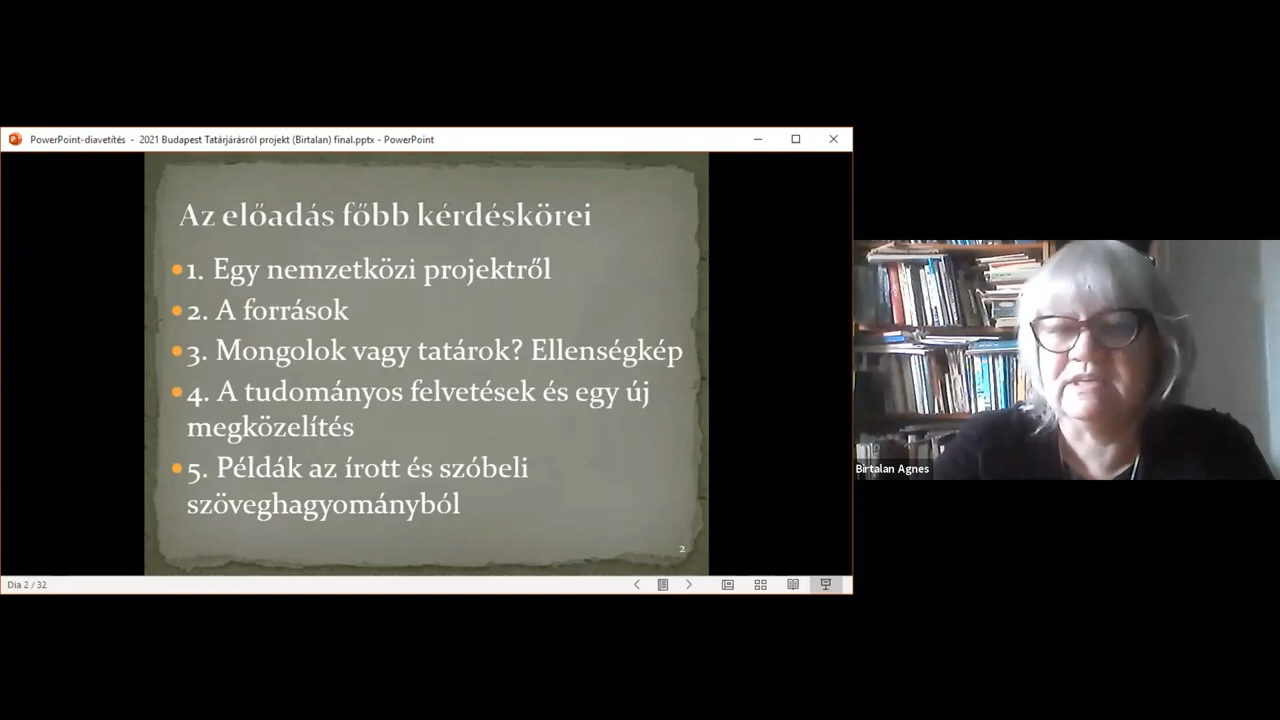 PowerPoint-diavetítés - 2021 Budapest Tatárjárásról projekt (Birtalan) final.pptx - PowerPoint
Az előadás főbb kérdéskörei
1. Egy nemzetközi projektről
2. A források
3. Mongolok vagy tatárok? Ellenségkép
4. A tudományos felvetések és egy új
megközelítés
5. Példák az írott és szóbeli
szöveghagyományból
2
Birtalan Agnes
Dia 2 / 32